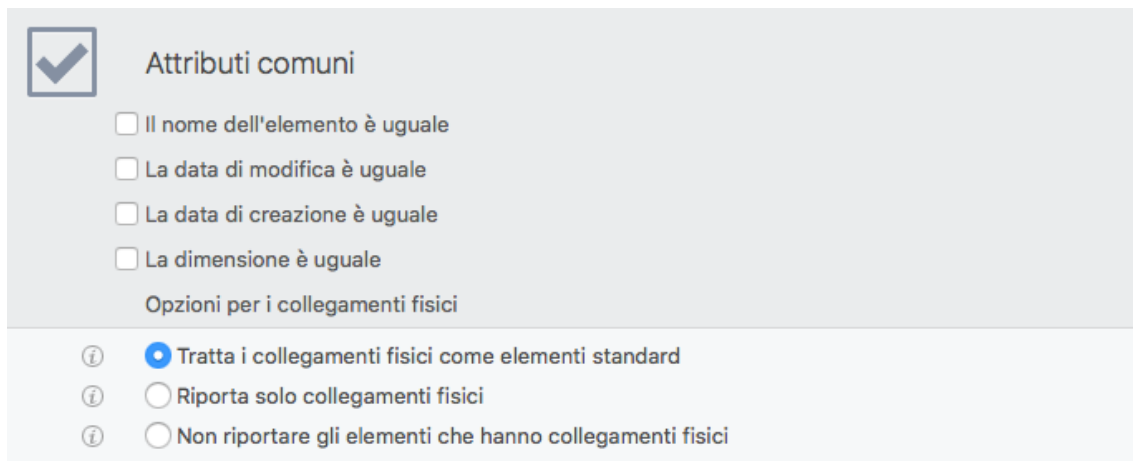 Attributi comuni
Il nome dell'elemento è uguale
La data di modifica è uguale
La data di creazione è uguale
La dimensione è uguale
Opzioni per i collegamenti fisici
Tratta i collegamenti fisici come elementi standard
Riporta solo collegamenti fisici
Non riportare gli elementi che hanno collegamenti fisici